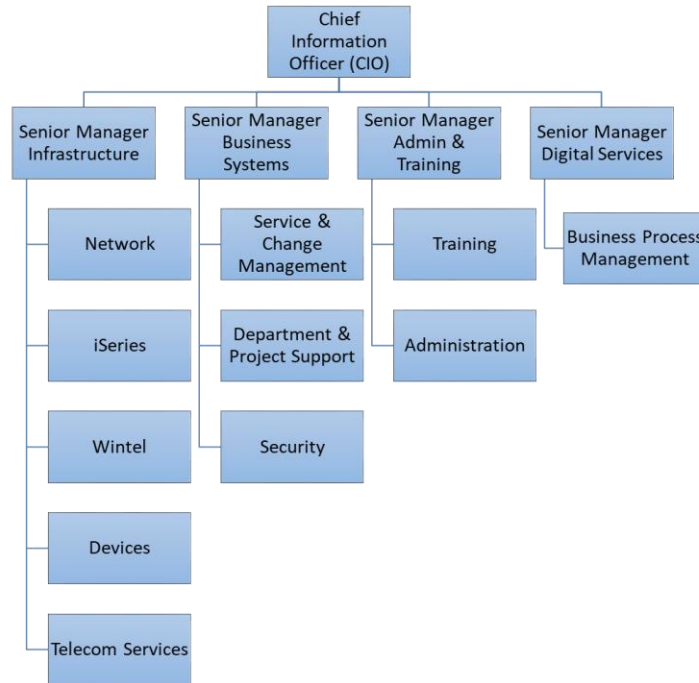 Chief
Information
Officer (CIO)
Senior Manager
Infrastructure
Senior Manager
Business
Systems
Senior Manager
Admin &
Training
Senior Manager
Digital Services
Network
Service &
Change
Management
Training
Business Process
Management
iSeries
Department &
Project Support
Administration
Wintel
Security
Devices
Telecom Services